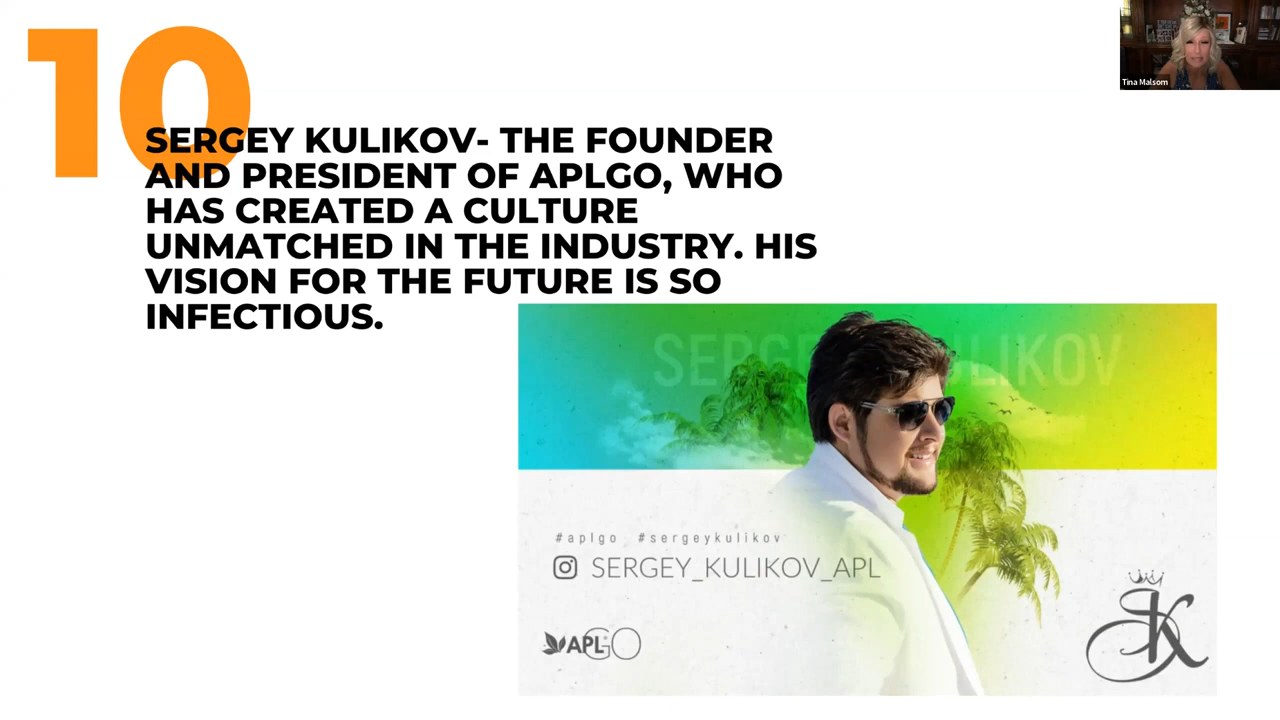 10
Tina Malsom
SERGEY KULIKOV- THE FOUNDER
AND PRESIDENT OF APLGO, WHO
HAS CREATED A CULTURE
UNMATCHED IN THE INDUSTRY. HIS
VISION FOR THE FUTURE IS SO
INFECTIOUS.
SERGEY KULIKOV
#aplgo #sergeykulikov
SERGEY_KULIKOV_APL
APLGO
SK